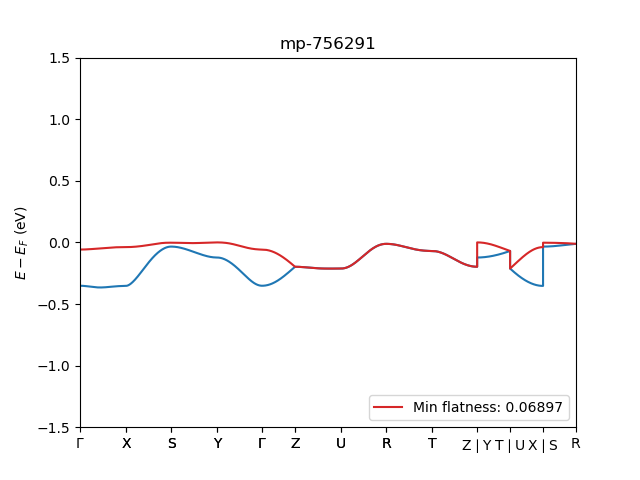 mp-756291
E − E_F (eV)
1.5
1.0
0.5
0.0
−0.5
−1.0
−1.5
Min flatness: 0.06897
Γ X S Y Γ Z U R T Z | Y T | U X | S R